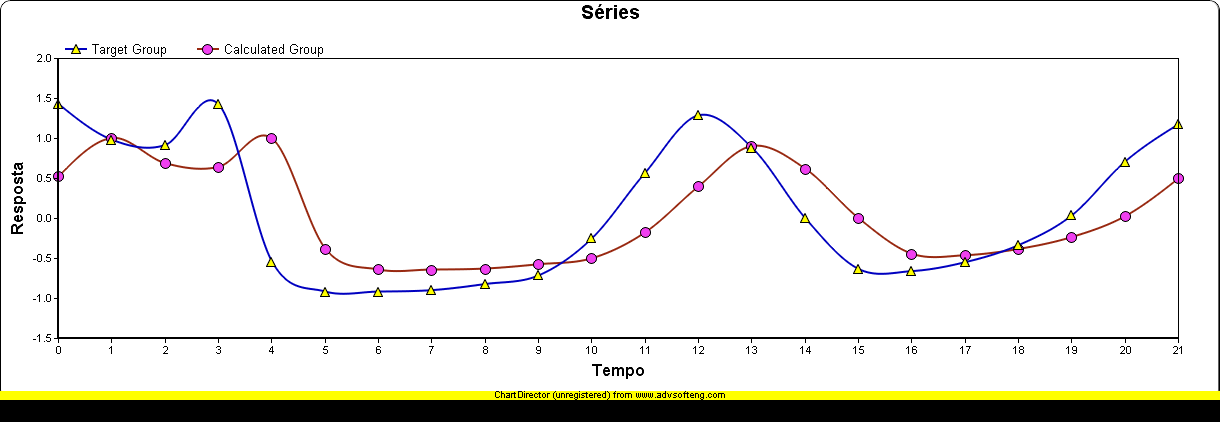 Séries
Target Group Calculated Group
2.0
1.5
1.0
0.5
0.0
-0.5
-1.0
-1.5
Resposta
0 1 2 3 4 5 6 7 8 9 10 11 12 13 14 15 16 17 18 19 20 21
Tempo
ChartDirector (unregistered) from www.advsofteng.com